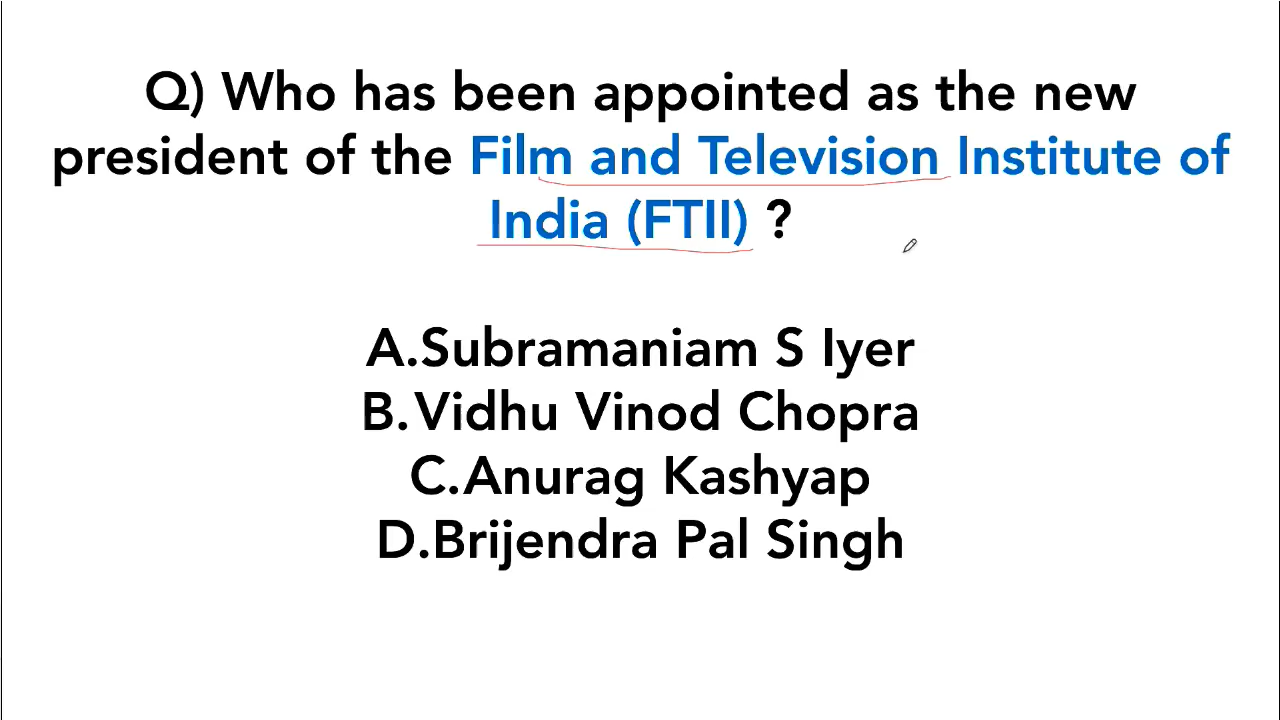 Q) Who has been appointed as the new
president of the Film and Television Institute of
India (FTII) ?
A.Subramaniam S Iyer
B.Vidhu Vinod Chopra
C.Anurag Kashyap
D.Brijendra Pal Singh